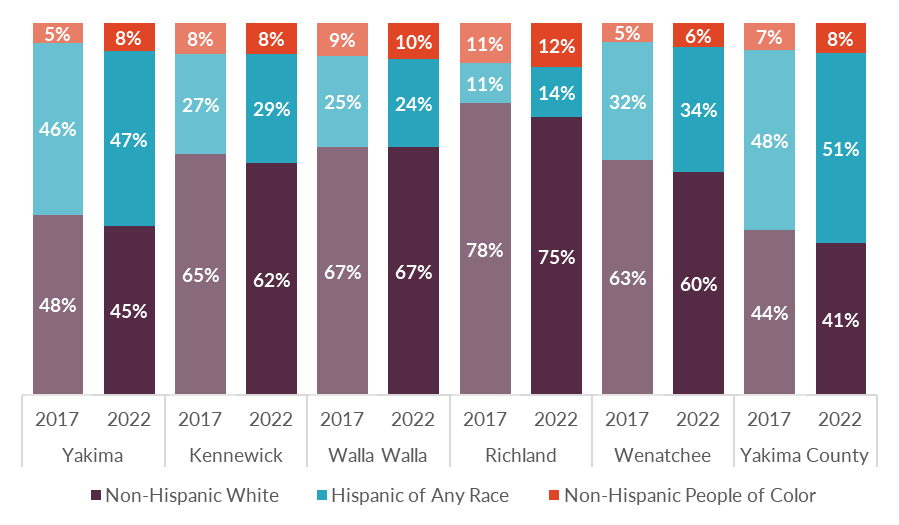 5% 8% 8% 8% 9% 10% 11% 12% 5% 6% 7% 8%
46% 47% 27% 29% 25% 24% 11% 14% 32% 34% 48% 51%
48% 45% 65% 62% 67% 67% 78% 75% 63% 60% 44% 41%
2017 2022 2017 2022 2017 2022 2017 2022 2017 2022 2017 2022
Yakima Kennewick Walla Walla Richland Wenatchee Yakima County
Non-Hispanic White Hispanic of Any Race Non-Hispanic People of Color